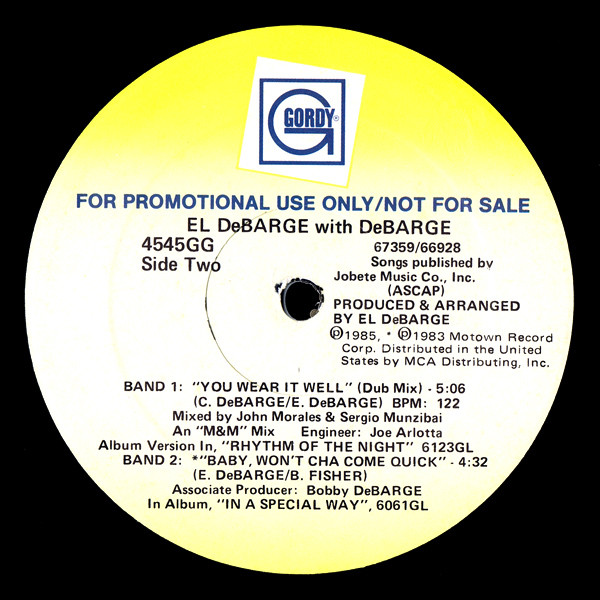 GORDY®
FOR PROMOTIONAL USE ONLY/NOT FOR SALE
EL DeBARGE with DeBARGE
4545GG
Side Two
67359/66928
Songs published by
Jobete Music Co., Inc.
(ASCAP)
PRODUCED & ARRANGED
BY EL DeBARGE
℗1985, * ℗1983 Motown Record
Corp. Distributed in the United
States by MCA Distributing, Inc.
BAND 1: "YOU WEAR IT WELL" (Dub Mix) - 5:06
(C. DeBARGE/E. DeBARGE) BPM: 122
Mixed by John Morales & Sergio Munzibai
An "M&M" Mix Engineer: Joe Arlotta
Album Version In, "RHYTHM OF THE NIGHT" 6123GL
BAND 2: *"BABY, WON'T CHA COME QUICK" - 4:32
(E. DeBARGE/B. FISHER)
Associate Producer: Bobby DeBARGE
In Album, "IN A SPECIAL WAY", 6061GL